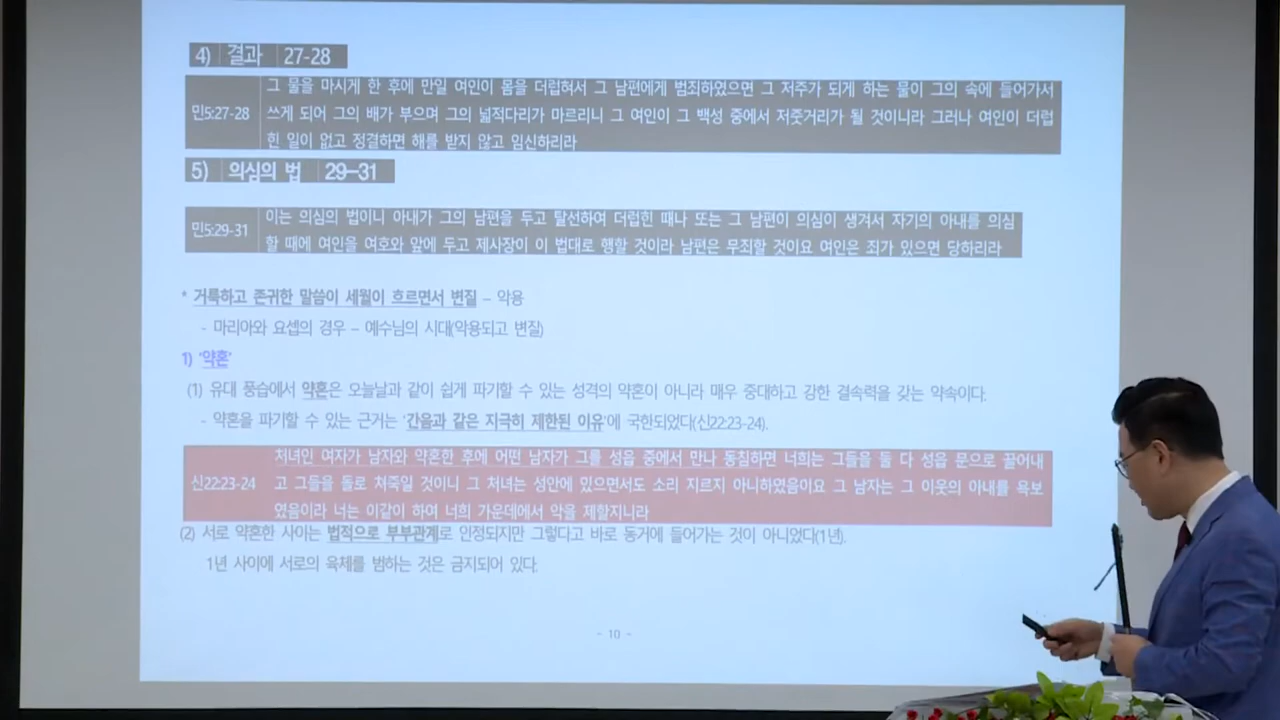 4) 결과 27-28
민5:27-28 그 물을 마시게 한 후에 만일 여인이 몸을 더럽혀서 그 남편에게 범죄하였으면 그 저주가 되게 하는 물이 그의 속에 들어가서
쓰게 되어 그의 배가 부으며 그의 넓적다리가 마르리니 그 여인이 그 백성 중에서 저줏거리가 될 것이니라 그러나 여인이 더럽
힌 일이 없고 정결하면 해를 받지 않고 임신하리라
5) 의심의 법 29-31
민5:29-31 이는 의심의 법이니 아내가 그의 남편을 두고 탈선하여 더럽힌 때나 또는 그 남편이 의심이 생겨서 자기의 아내를 의심
할 때에 여인을 여호와 앞에 두고 제사장이 이 법대로 행할 것이라 남편은 무죄할 것이요 여인은 죄가 있으면 당하리라
* 거룩하고 존귀한 말씀이 세월이 흐르면서 변질 – 악용
- 마리아와 요셉의 경우 – 예수님의 시대(악용되고 변질)
1) '약혼'
(1) 유대 풍습에서 약혼은 오늘날과 같이 쉽게 파기할 수 있는 성격의 약혼이 아니라 매우 중대하고 강한 결속력을 갖는 약속이다.
- 약혼을 파기할 수 있는 근거는 '간음과 같은 지극히 제한된 이유'에 국한되었다(신22:23-24).
신22:23-24 처녀인 여자가 남자와 약혼한 후에 어떤 남자가 그를 성읍 중에서 만나 동침하면 너희는 그들을 둘 다 성읍 문으로 끌어내
고 그들을 돌로 쳐죽일 것이니 그 처녀는 성안에 있으면서도 소리 지르지 아니하였음이요 그 남자는 그 이웃의 아내를 욕보
였음이라 너는 이같이 하여 너희 가운데에서 악을 제할지니라
(2) 서로 약혼한 사이는 법적으로 부부관계로 인정되지만 그렇다고 바로 동거에 들어가는 것이 아니었다(1년).
1년 사이에 서로의 육체를 범하는 것은 금지되어 있다.
- 10 -